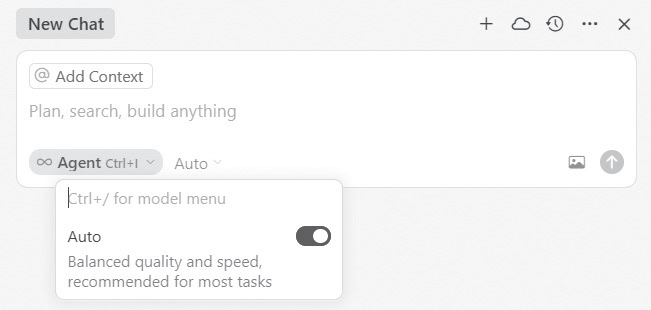 New Chat
@ Add Context
Plan, search, build anything
∞ Agent Ctrl+I Auto
Ctrl+/ for model menu
Auto
Balanced quality and speed,
recommended for most tasks